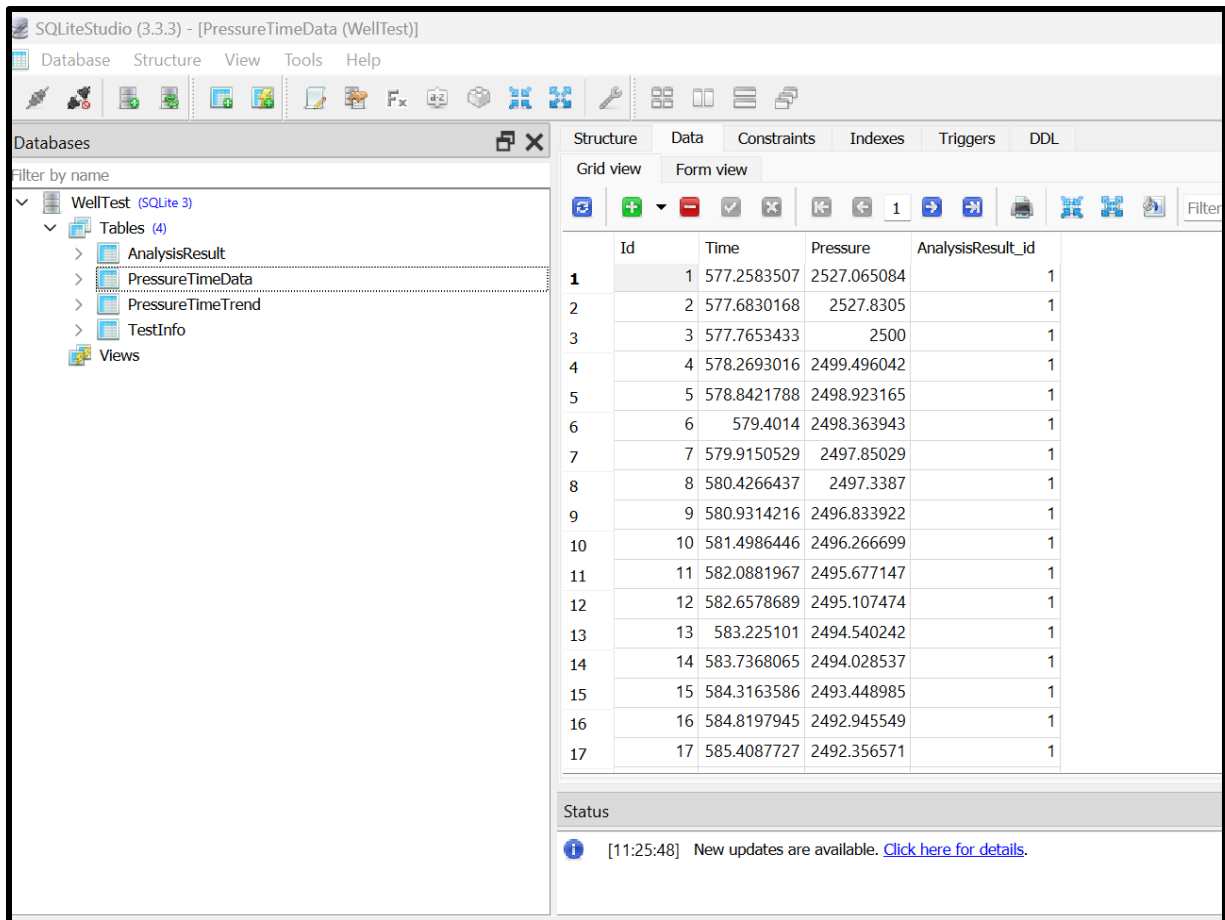 SQLiteStudio (3.3.3) - [PressureTimeData (WellTest)]
Database Structure View Tools Help
Databases
Filter by name
WellTest (SQLite 3)
Tables (4)
AnalysisResult
PressureTimeData
PressureTimeTrend
TestInfo
Views
Structure Data Constraints Indexes Triggers DDL
Grid view Form view
1 Filter
Id Time Pressure AnalysisResult_id
1 1 577.2583507 2527.065084 1
2 2 577.6830168 2527.8305 1
3 3 577.7653433 2500 1
4 4 578.2693016 2499.496042 1
5 5 578.8421788 2498.923165 1
6 6 579.4014 2498.363943 1
7 7 579.9150529 2497.85029 1
8 8 580.4266437 2497.3387 1
9 9 580.9314216 2496.833922 1
10 10 581.4986446 2496.266699 1
11 11 582.0881967 2495.677147 1
12 12 582.6578689 2495.107474 1
13 13 583.225101 2494.540242 1
14 14 583.7368065 2494.028537 1
15 15 584.3163586 2493.448985 1
16 16 584.8197945 2492.945549 1
17 17 585.4087727 2492.356571 1
Status
[11:25:48] New updates are available. Click here for details.